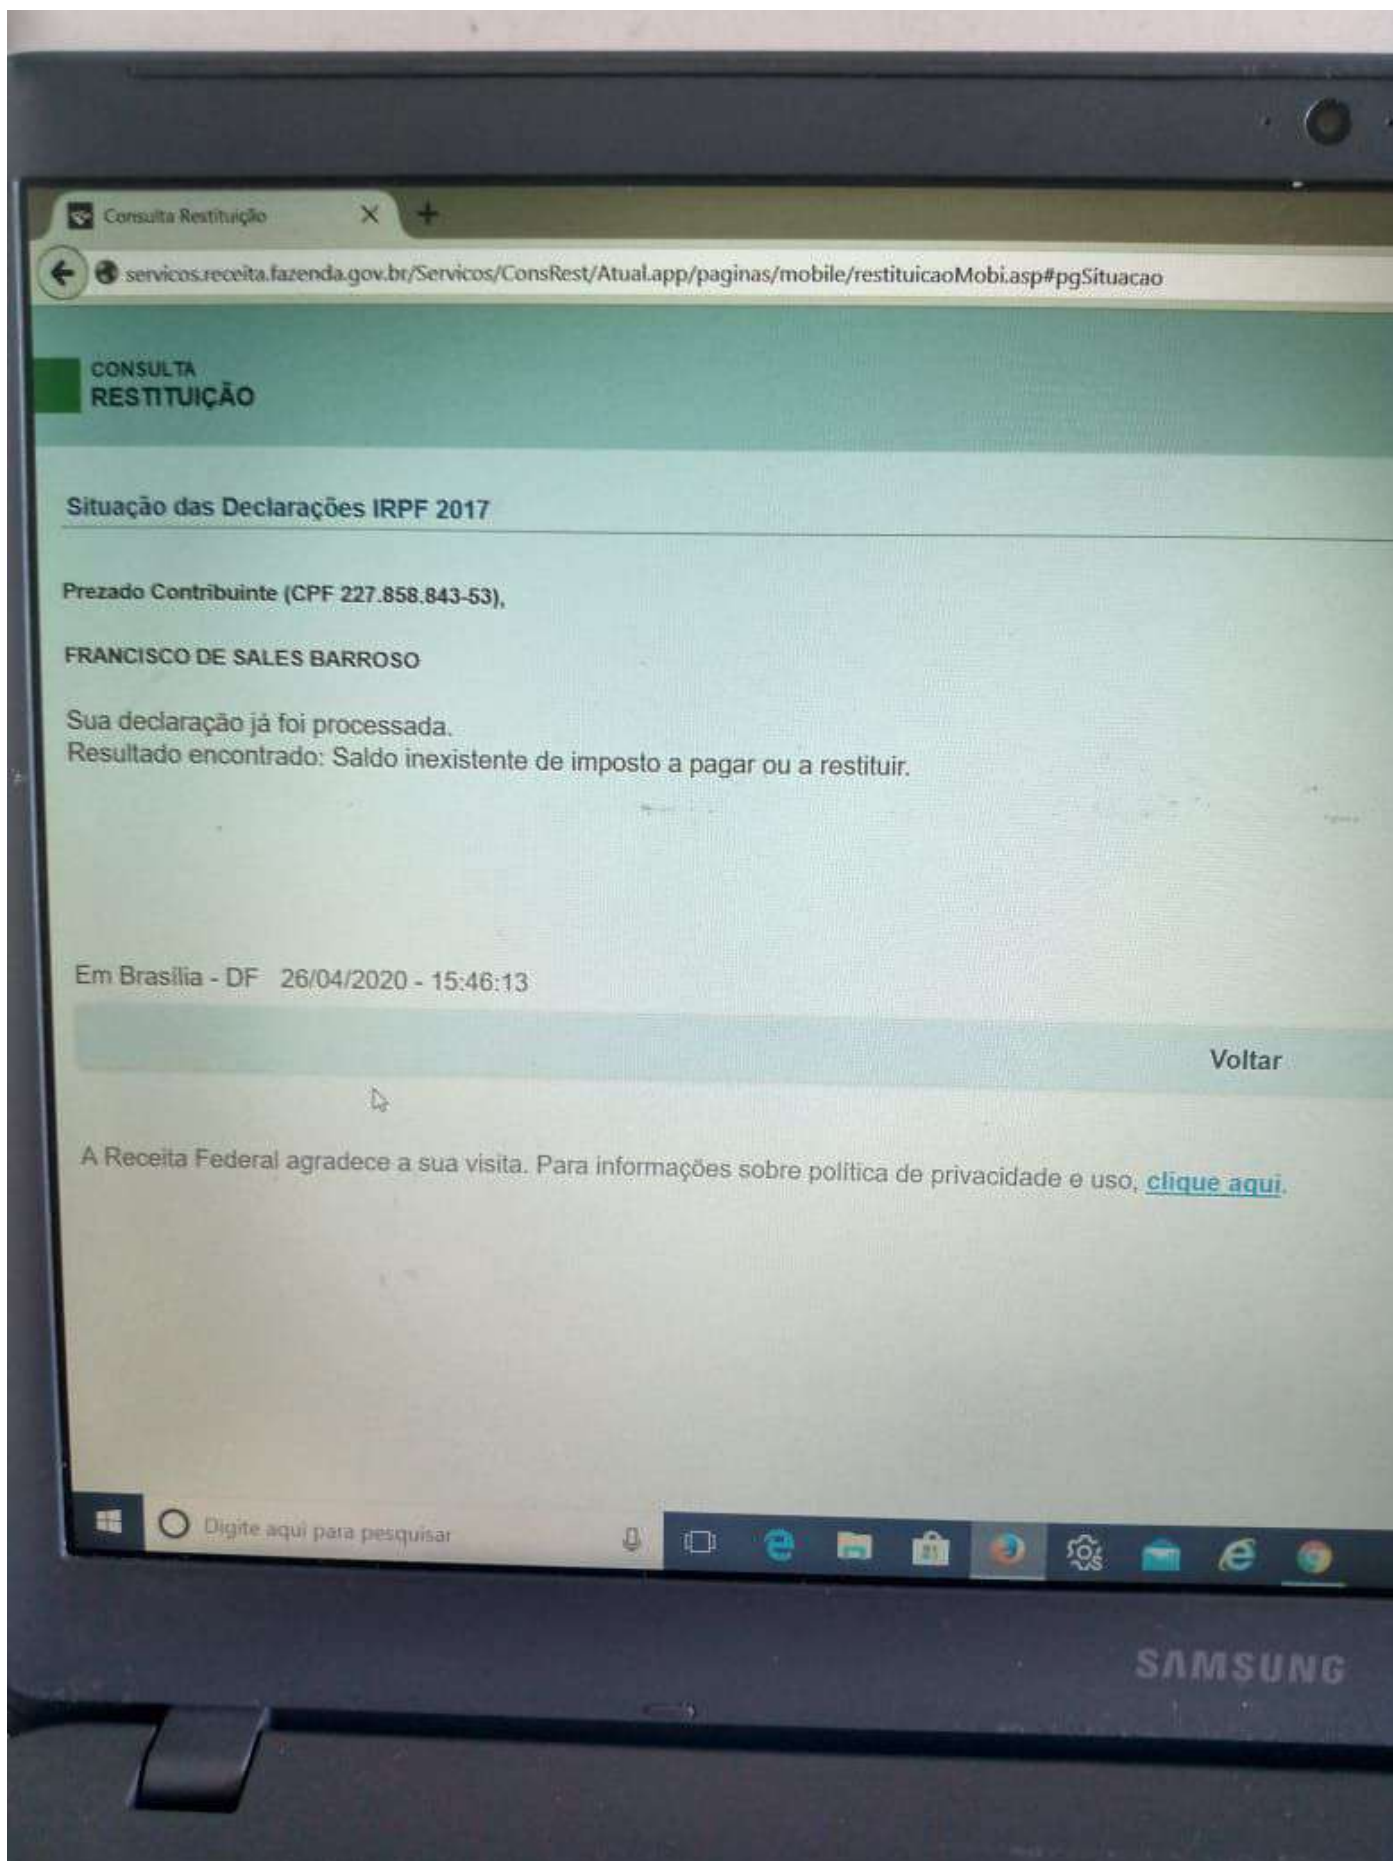 Consulta Restituição
servicos.receita.fazenda.gov.br/Servicos/ConsRest/Atual.app/paginas/mobile/restituicaoMobi.asp#pgSituacao
CONSULTA
RESTITUIÇÃO
Situação das Declarações IRPF 2017
Prezado Contribuinte (CPF 227.858.843-53),
FRANCISCO DE SALES BARROSO
Sua declaração já foi processada.
Resultado encontrado: Saldo inexistente de imposto a pagar ou a restituir.
Em Brasília - DF 26/04/2020 - 15:46:13
Voltar
A Receita Federal agradece a sua visita. Para informações sobre política de privacidade e uso, clique aqui.
Digite aqui para pesquisar
SAMSUNG